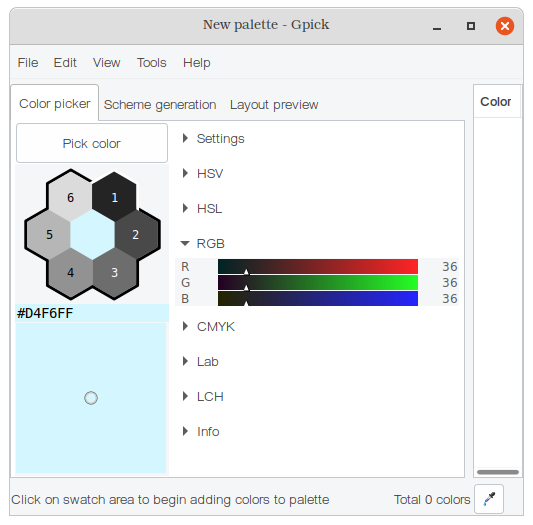 New palette - Gpick
File Edit View Tools Help
Color picker Scheme generation Layout preview
Color
Pick color
6 1
5 2
4 3
#D4F6FF
Settings
HSV
HSL
RGB
R 36
G 36
B 36
CMYK
Lab
LCH
Info
Click on swatch area to begin adding colors to palette
Total 0 colors